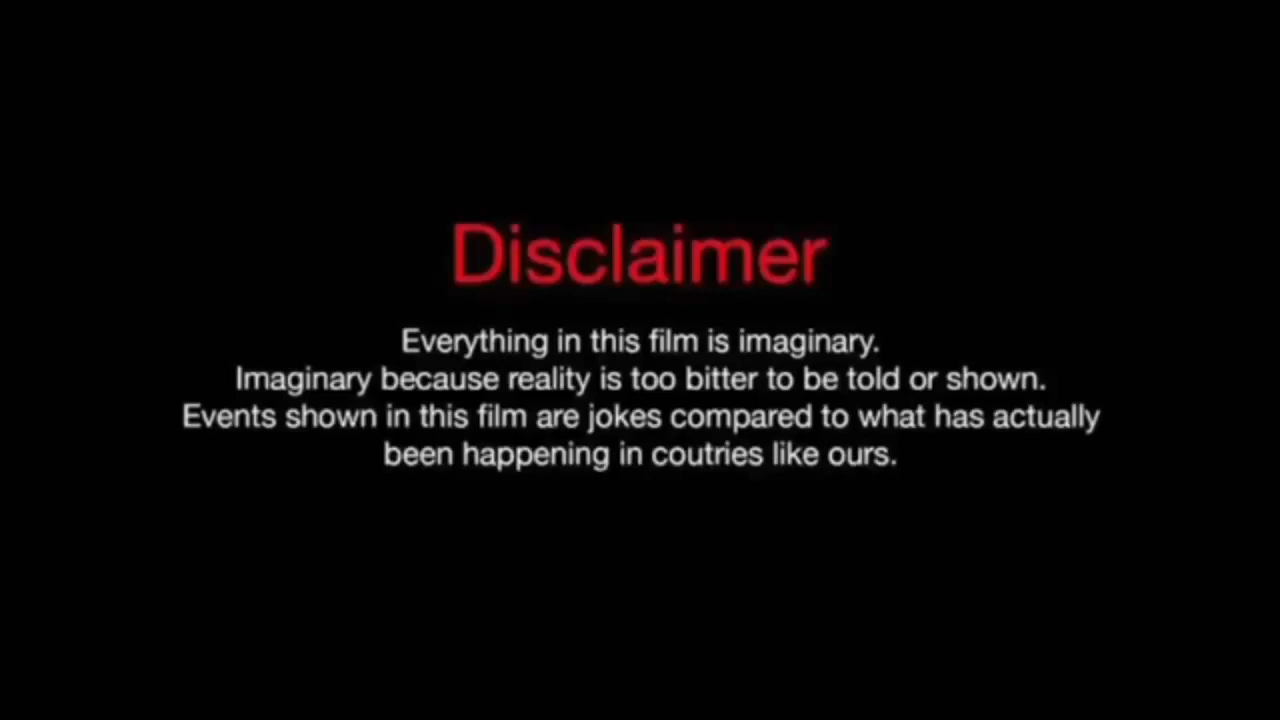 Disclaimer
Everything in this film is imaginary.
Imaginary because reality is too bitter to be told or shown.
Events shown in this film are jokes compared to what has actually
been happening in coutries like ours.